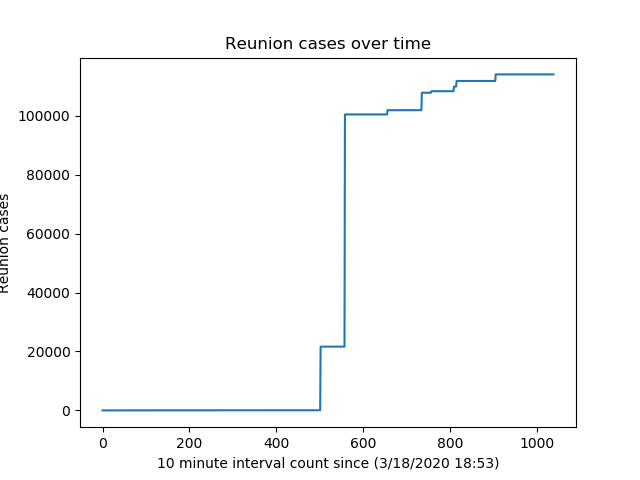 Reunion cases over time
Reunion cases
100000
80000
60000
40000
20000
0
0 200 400 600 800 1000
10 minute interval count since (3/18/2020 18:53)